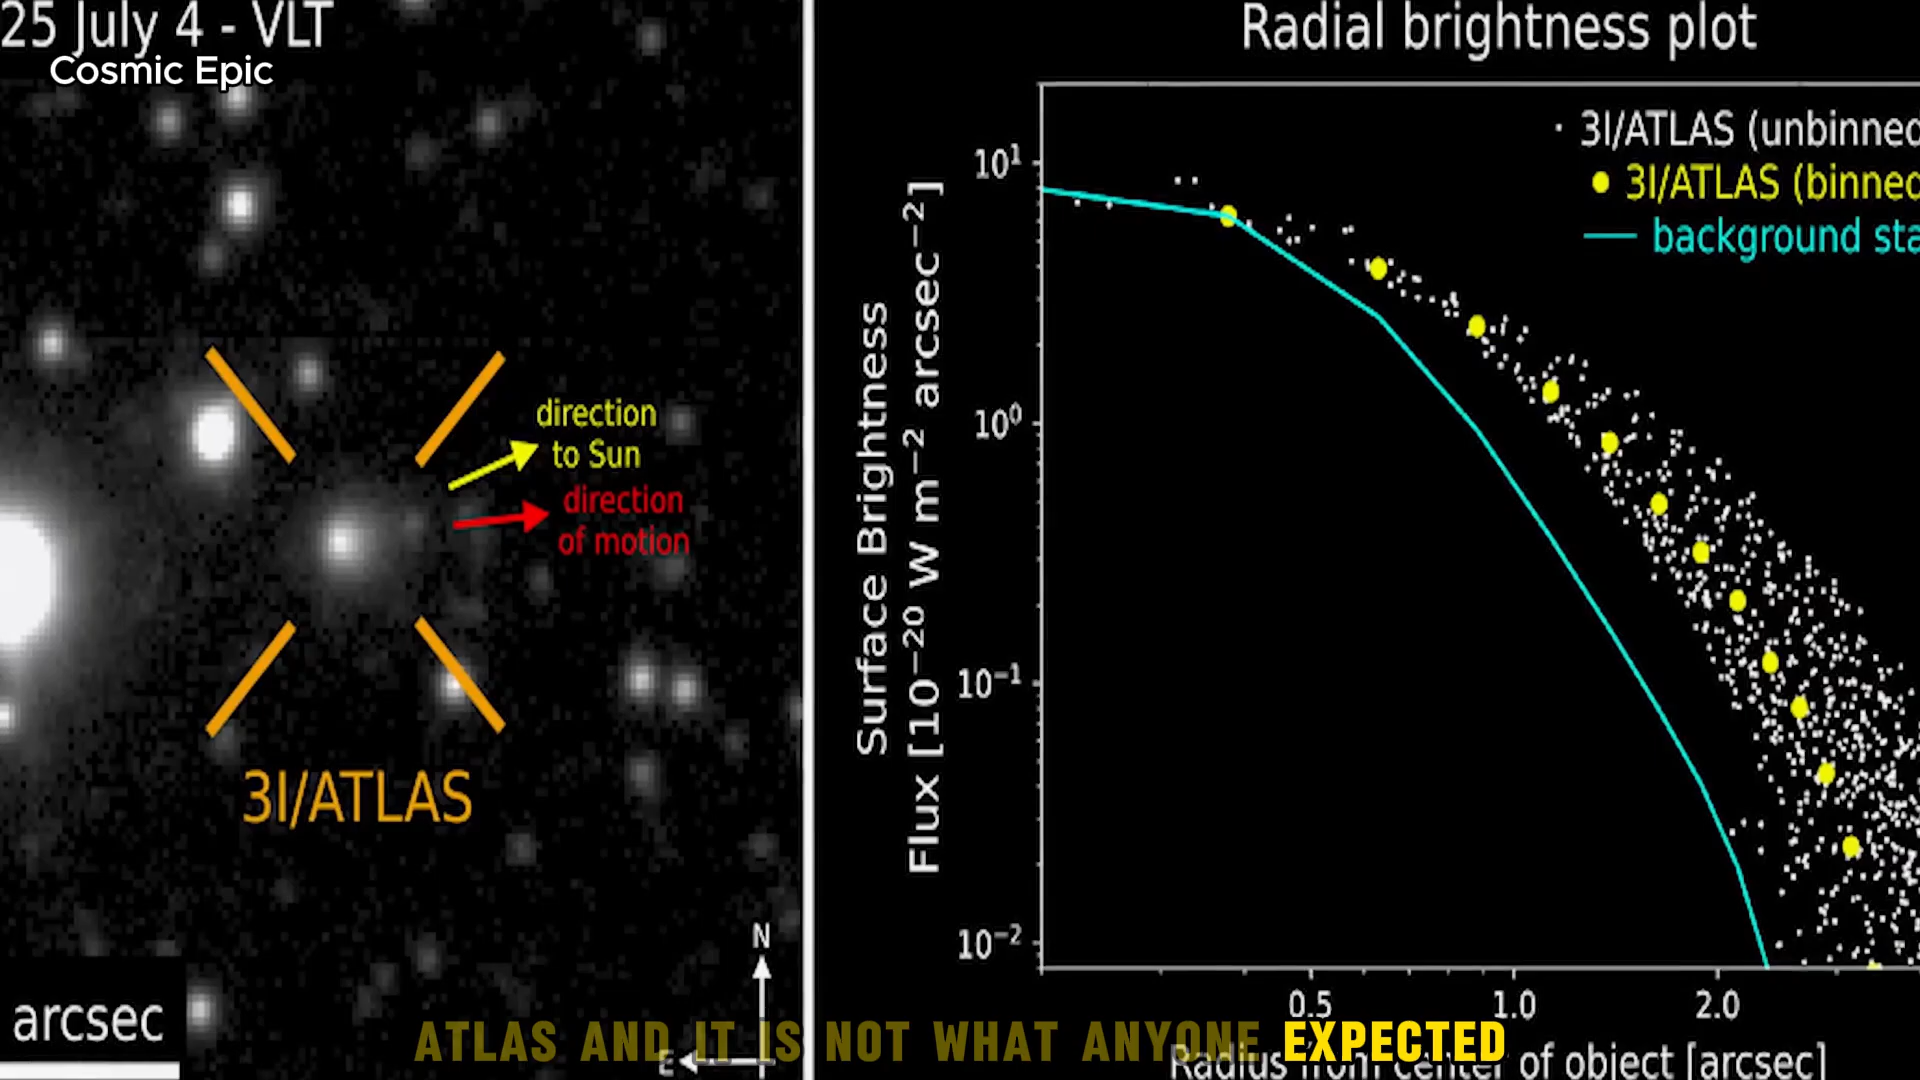 25 July 4 - VLT
Cosmic Epic
direction
to Sun
direction
of motion
3I/ATLAS
N
E
arcsec
Radial brightness plot
3I/ATLAS (unbinned
3I/ATLAS (binned
background sta
Surface Brightness
Flux [10⁻²⁰ W m⁻² arcsec⁻²]
10¹
10⁰
10⁻¹
10⁻²
0.5 1.0 2.0
Radius from center of object [arcsec]
ATLAS AND IT IS NOT WHAT ANYONE EXPECTED